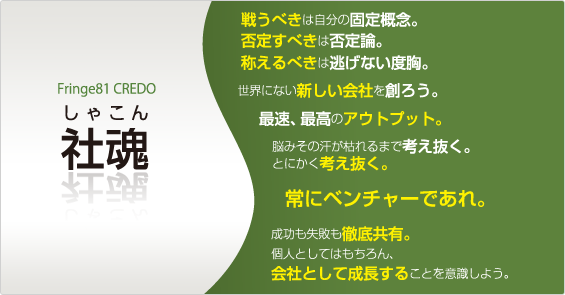 Fringe81 CREDO
しゃこん
社魂
戦うべきは自分の固定概念。
否定すべきは否定論。
称えるべきは逃げない度胸。
世界にない新しい会社を創ろう。
最速、最高のアウトプット。
脳みその汗が枯れるまで考え抜く。
とにかく考え抜く。
常にベンチャーであれ。
成功も失敗も徹底共有。
個人としてはもちろん、
会社として成長することを意識しよう。